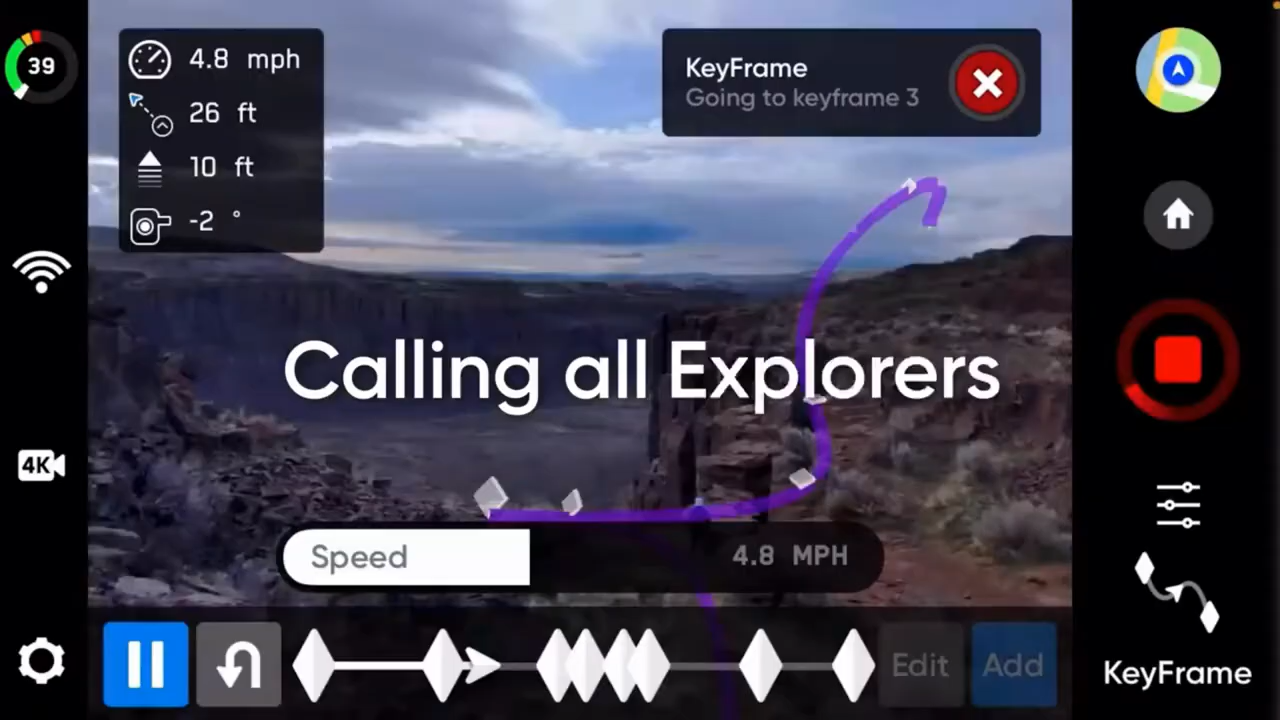 39
4.8 mph
26 ft
10 ft
-2 °
KeyFrame
Going to keyframe 3
Calling all Explorers
4K
Speed
4.8 MPH
Edit
Add
KeyFrame